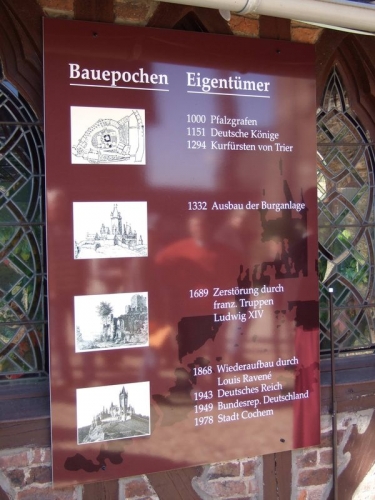 Bauepochen Eigentümer
1000 Pfalzgrafen
1151 Deutsche Könige
1294 Kurfürsten von Trier
1332 Ausbau der Burganlage
1689 Zerstörung durch
franz. Truppen
Ludwig XIV
1868 Wiederaufbau durch
Louis Ravené
1943 Deutsches Reich
1949 Bundesrep. Deutschland
1978 Stadt Cochem